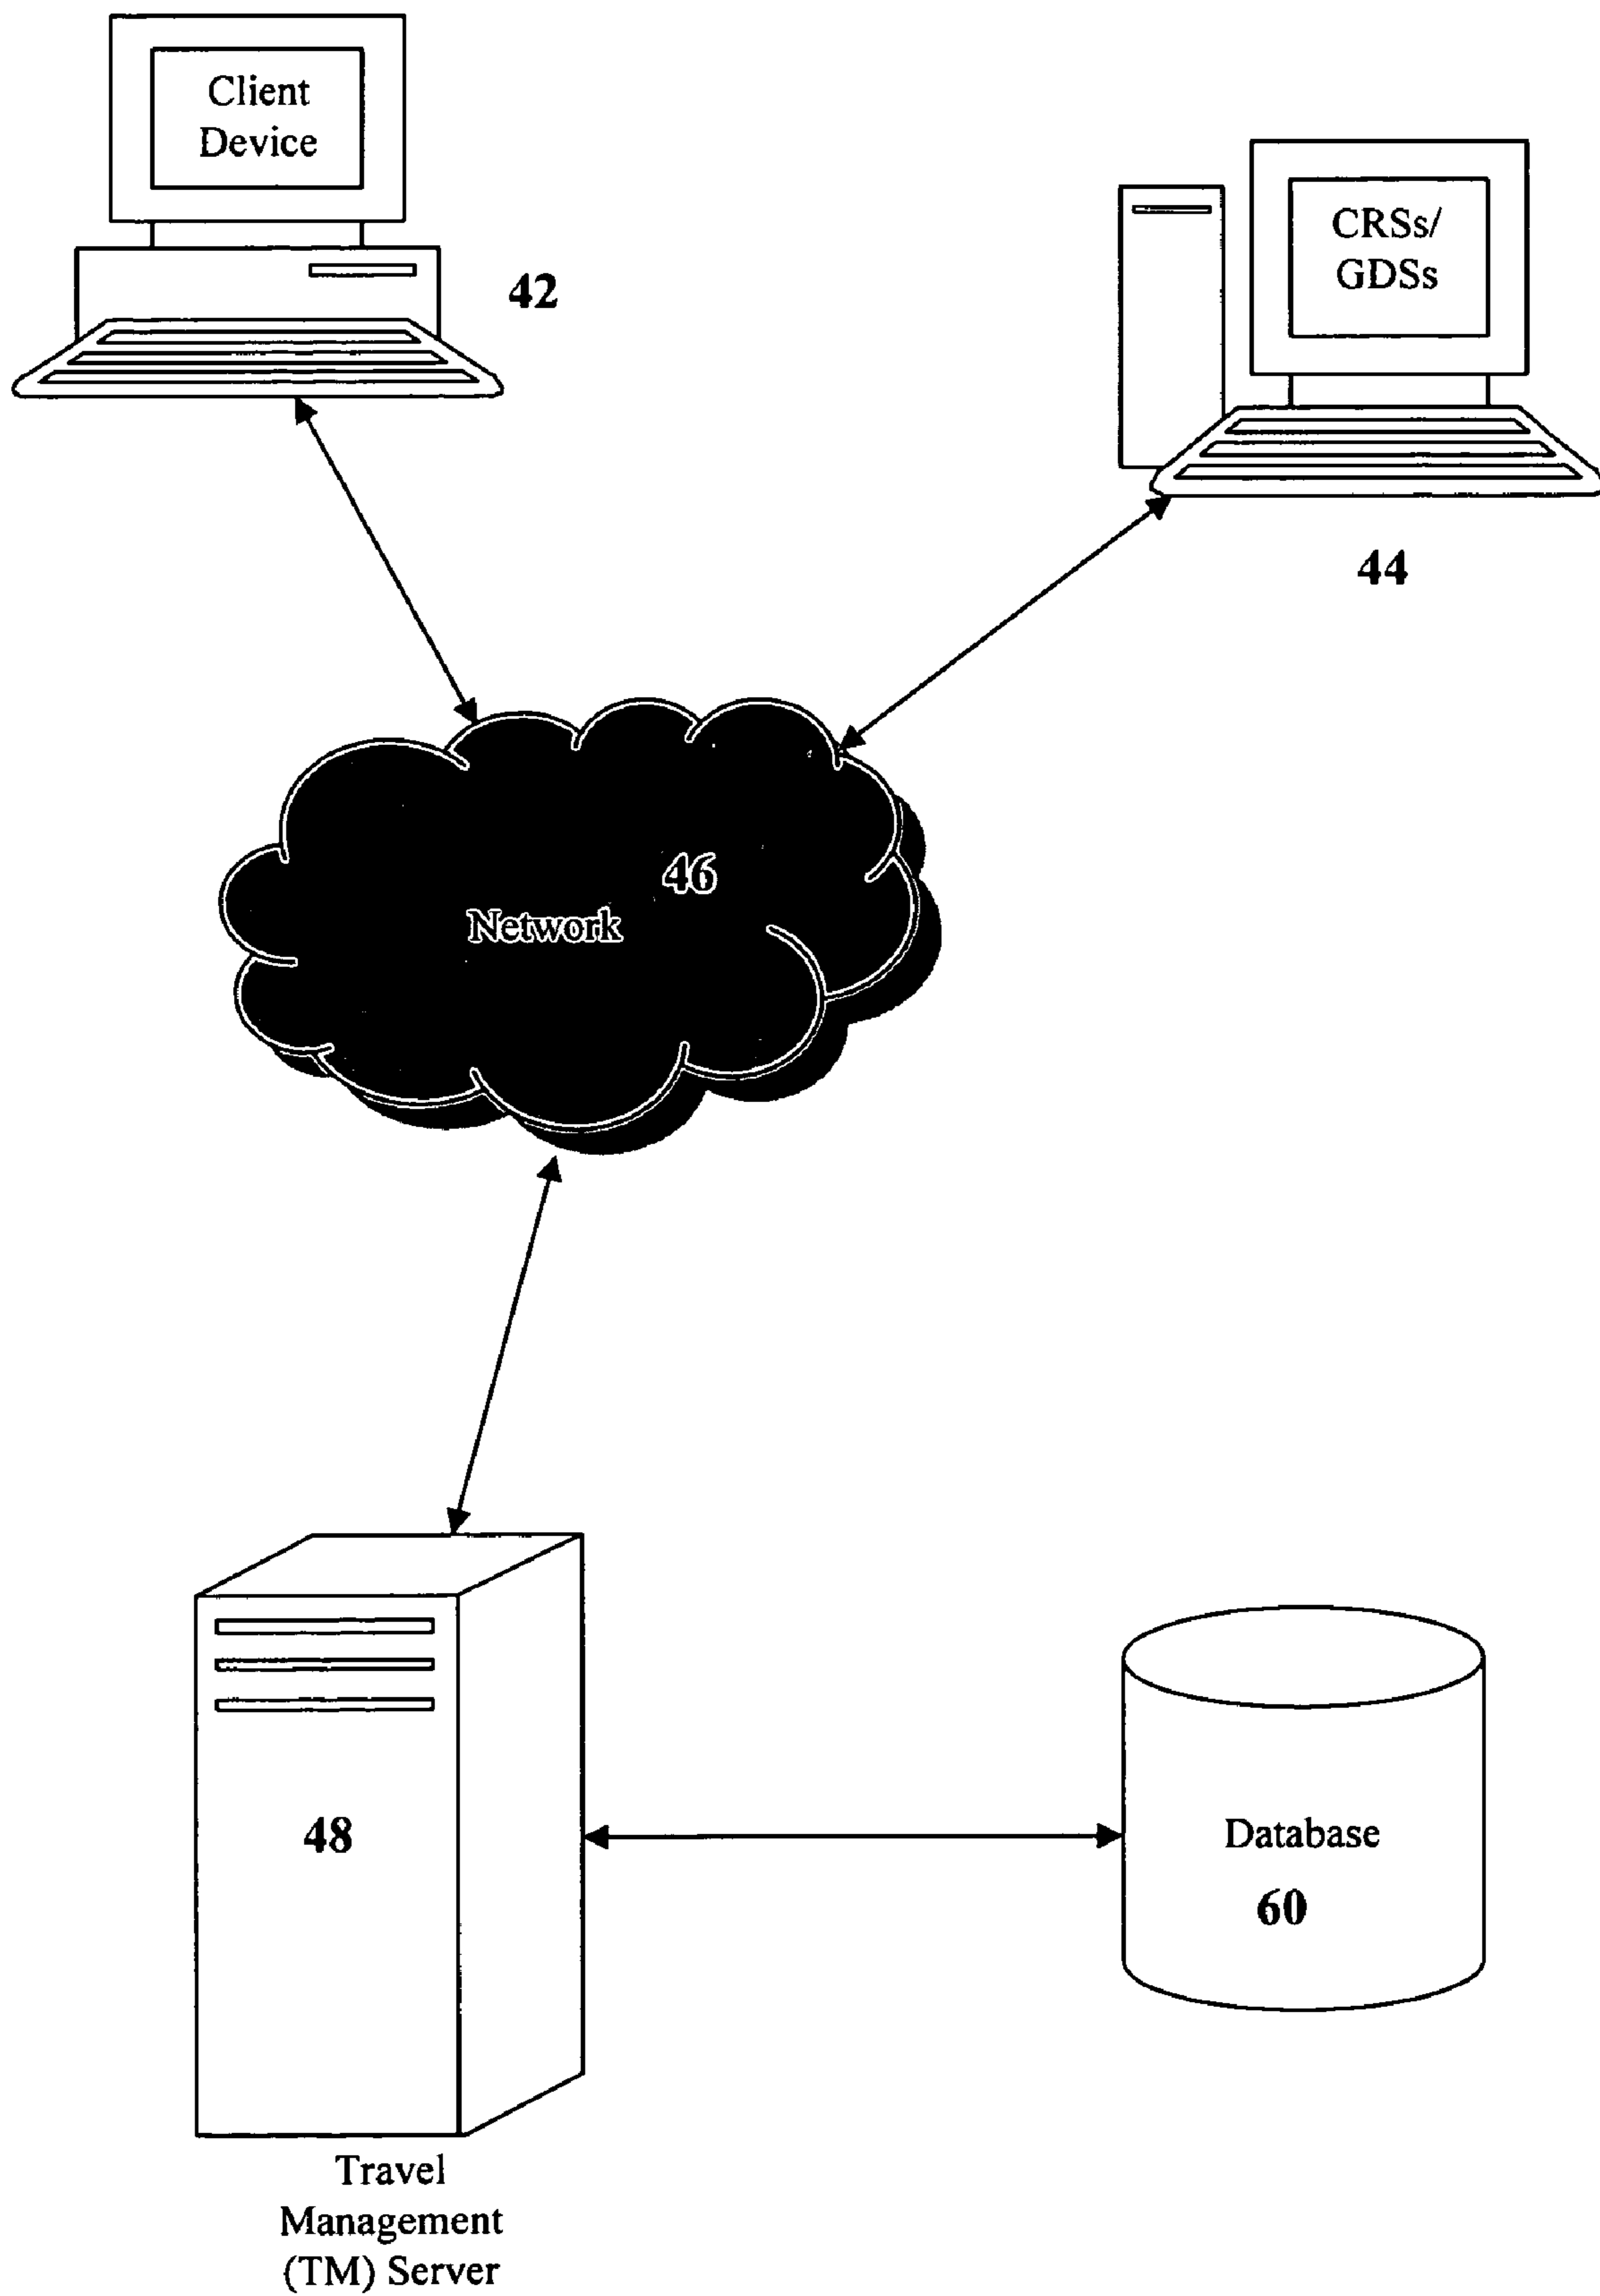 Client
Device
42
CRSs/
GDSs
44
46
Network
48
Database
60
Travel
Management
(TM) Server